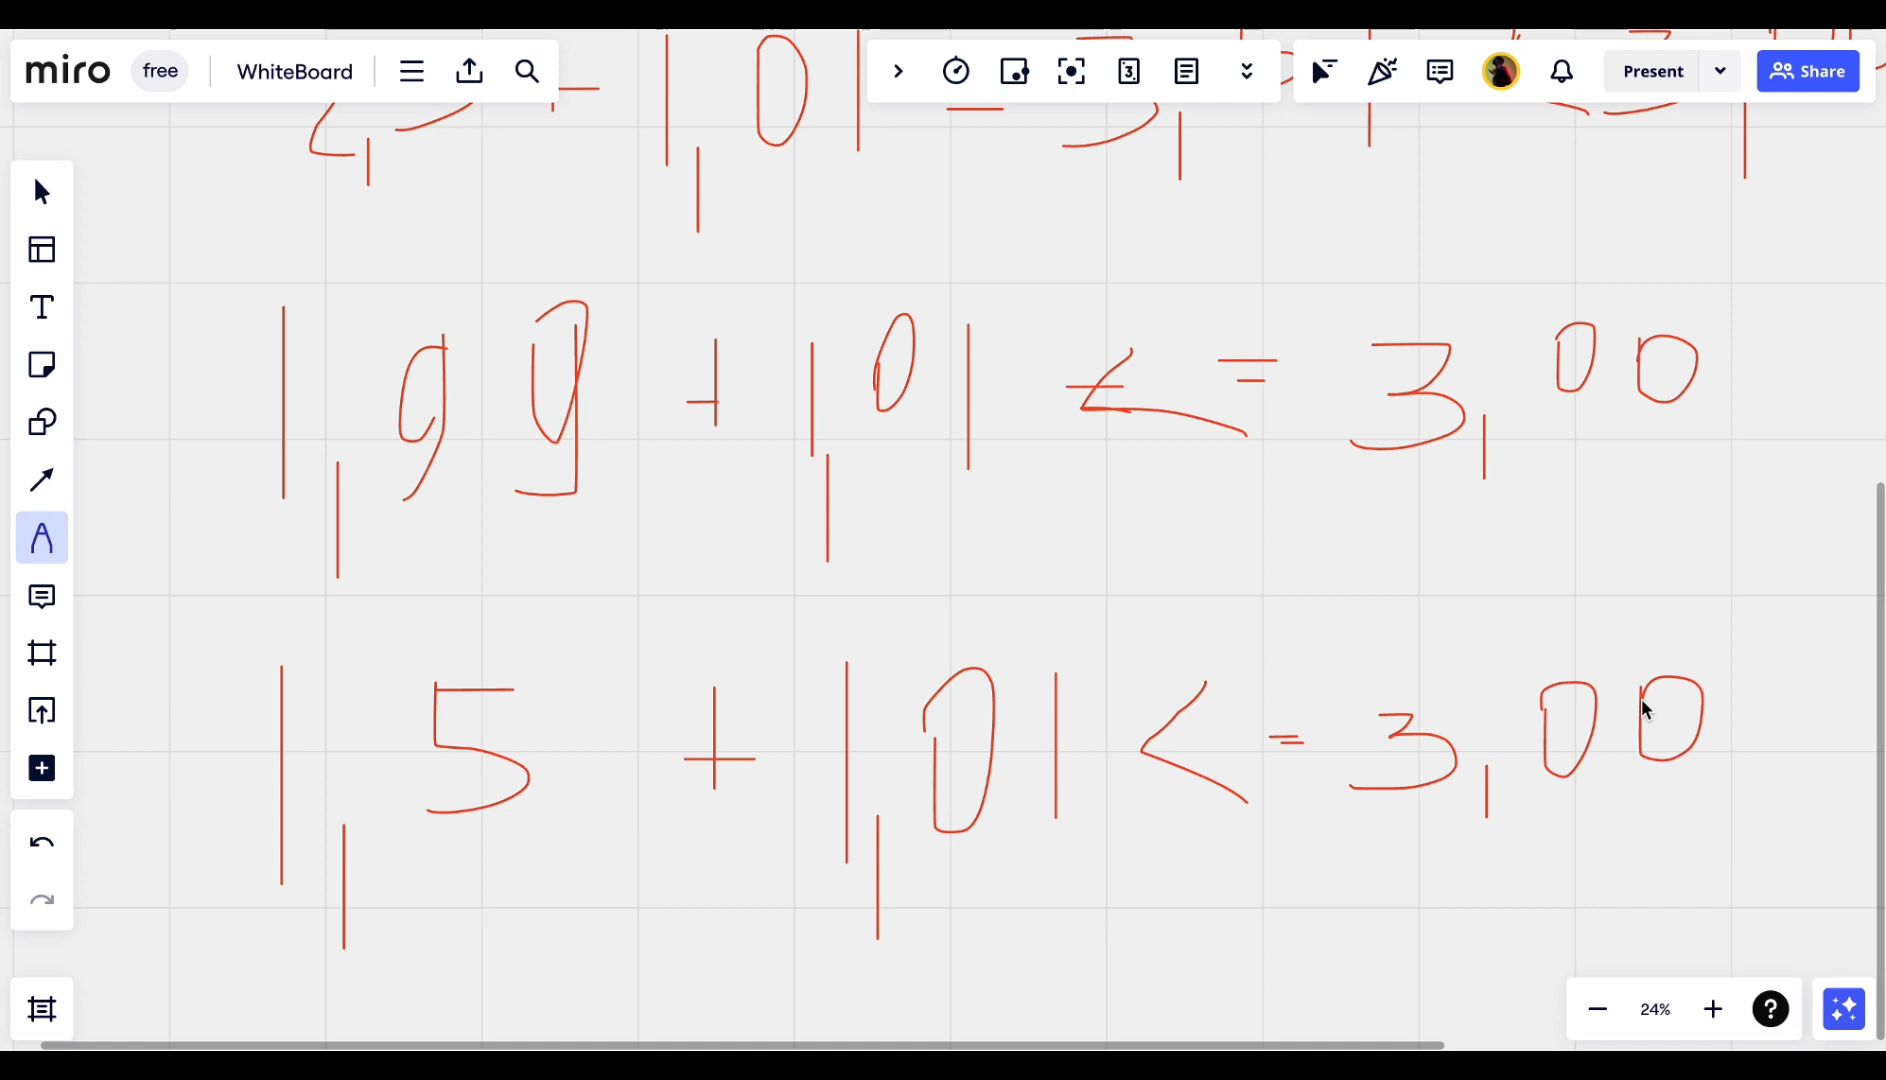 miro free WhiteBoard Present Share
1,99 + 1,01 <= 3,00
1,5 + 1,01 <= 3,00
24%